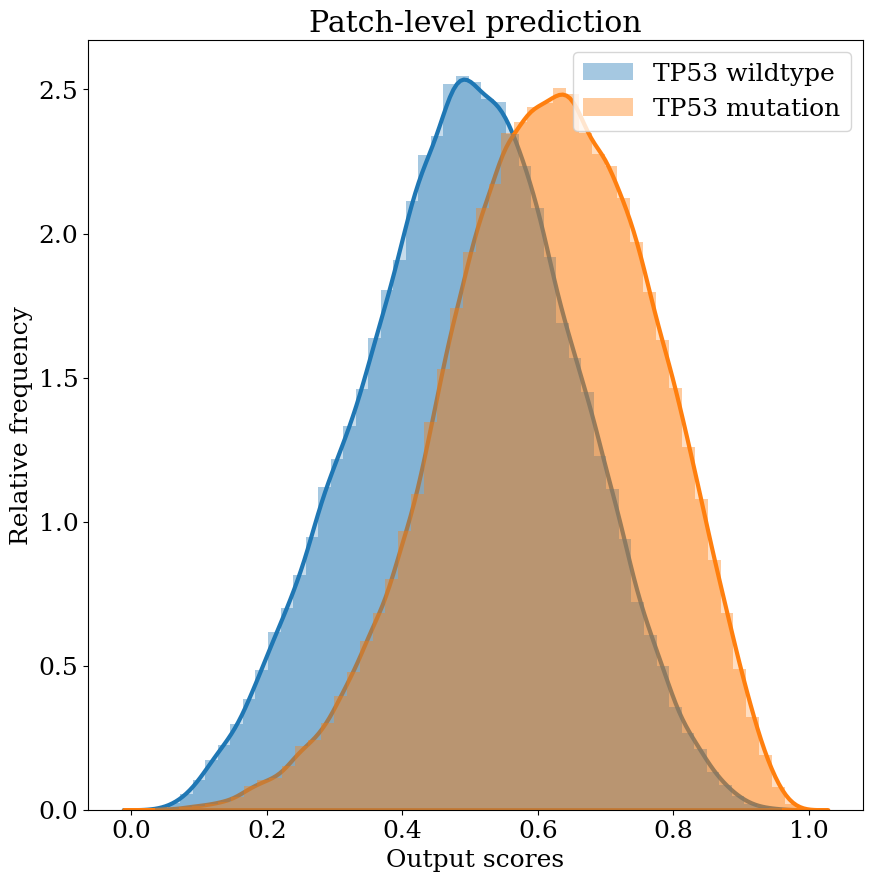 Patch-level prediction
TP53 wildtype
TP53 mutation
Relative frequency
2.5
2.0
1.5
1.0
0.5
0.0
0.0 0.2 0.4 0.6 0.8 1.0
Output scores